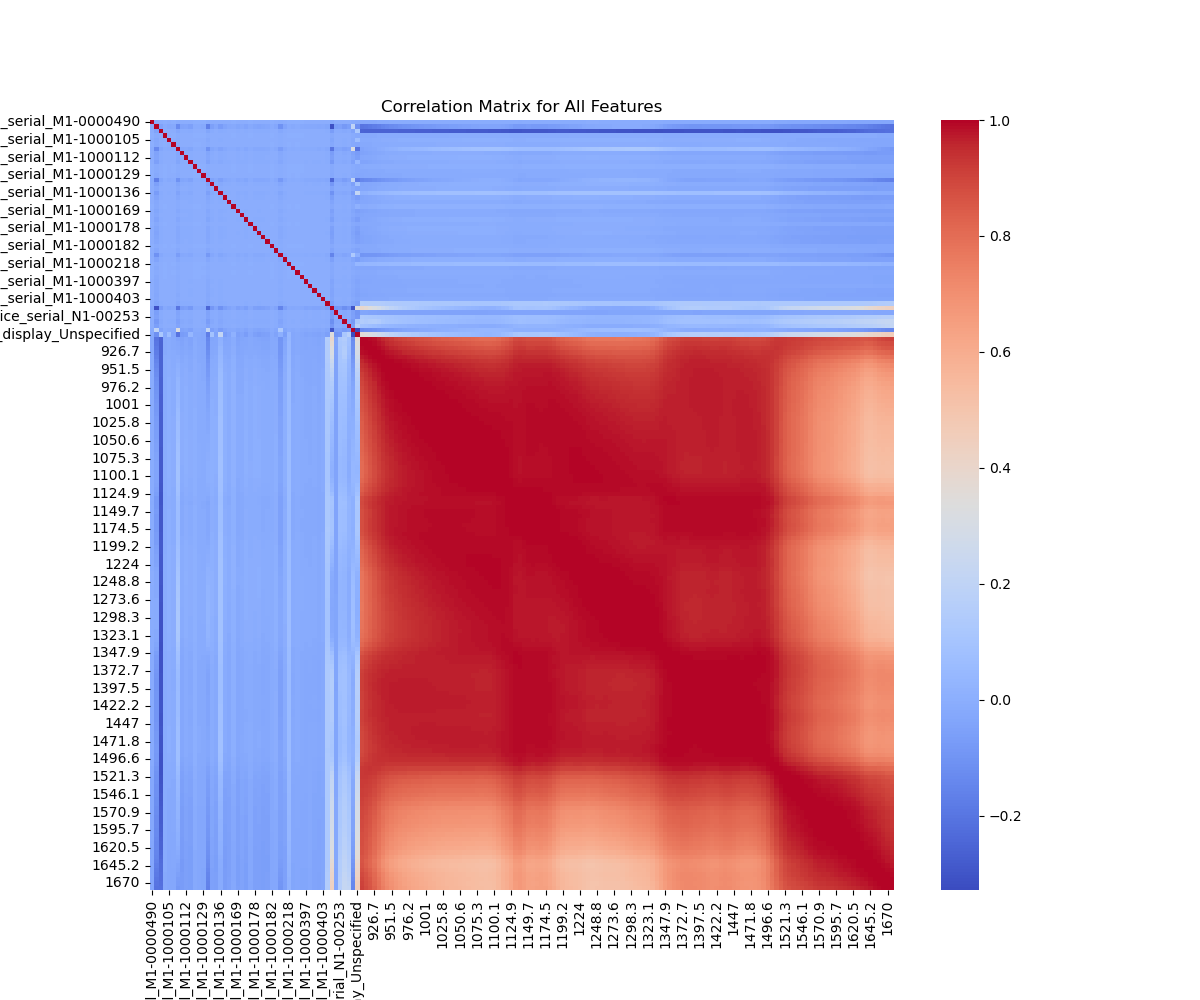 Correlation Matrix for All Features
_serial_M1-0000490
_serial_M1-1000105
_serial_M1-1000112
_serial_M1-1000129
_serial_M1-1000136
_serial_M1-1000169
_serial_M1-1000178
_serial_M1-1000182
_serial_M1-1000218
_serial_M1-1000397
_serial_M1-1000403
ice_serial_N1-00253
_display_Unspecified
926.7
951.5
976.2
1001
1025.8
1050.6
1075.3
1100.1
1124.9
1149.7
1174.5
1199.2
1224
1248.8
1273.6
1298.3
1323.1
1347.9
1372.7
1397.5
1422.2
1447
1471.8
1496.6
1521.3
1546.1
1570.9
1595.7
1620.5
1645.2
1670
l_M1-0000490
l_M1-1000105
l_M1-1000112
l_M1-1000129
l_M1-1000136
l_M1-1000169
l_M1-1000178
l_M1-1000182
l_M1-1000218
l_M1-1000397
l_M1-1000403
rial_N1-00253
y_Unspecified
926.7
951.5
976.2
1001
1025.8
1050.6
1075.3
1100.1
1124.9
1149.7
1174.5
1199.2
1224
1248.8
1273.6
1298.3
1323.1
1347.9
1372.7
1397.5
1422.2
1447
1471.8
1496.6
1521.3
1546.1
1570.9
1595.7
1620.5
1645.2
1670
1.0
0.8
0.6
0.4
0.2
0.0
−0.2